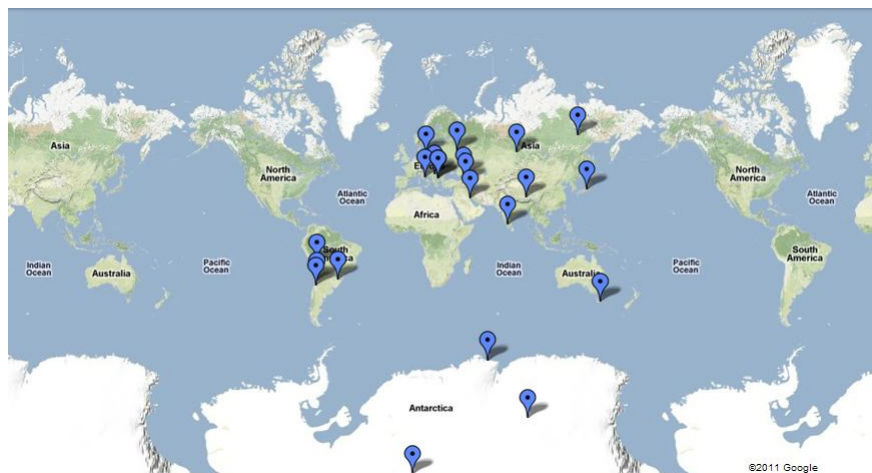 Asia
North
America
Atlantic
Ocean
Africa
Asia
North
America
Atlantic
Ocean
South
Indian
Ocean
Australia
Pacific
Ocean
Indian
Ocean
Australia
Pacific
Ocean
South
America
Antarctica
©2011 Google